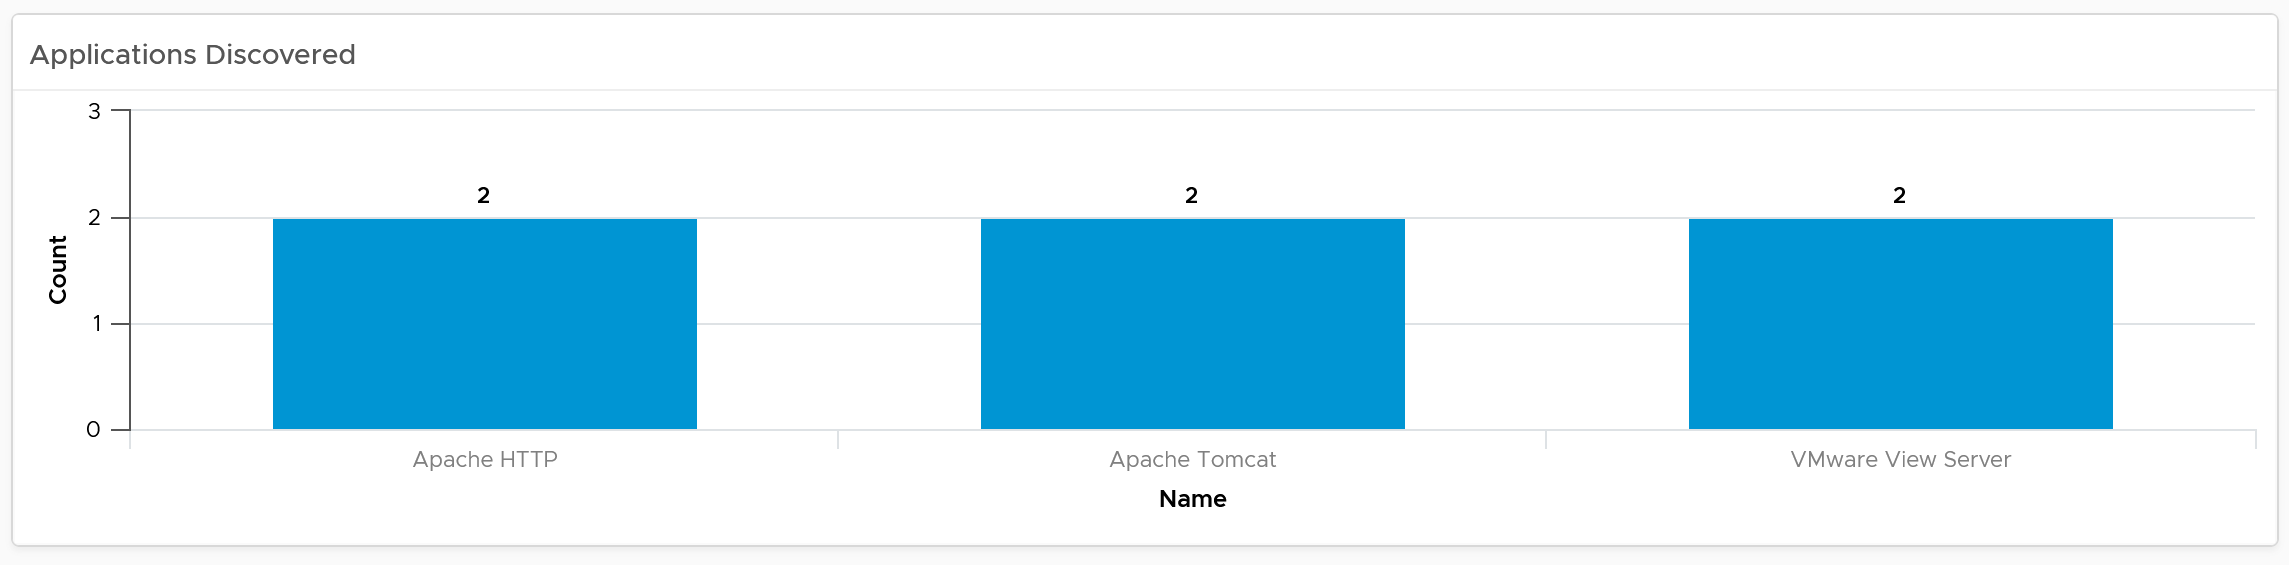 Applications Discovered
3
2
2
2
2
1
0
Count
Apache HTTP
Apache Tomcat
VMware View Server
Name